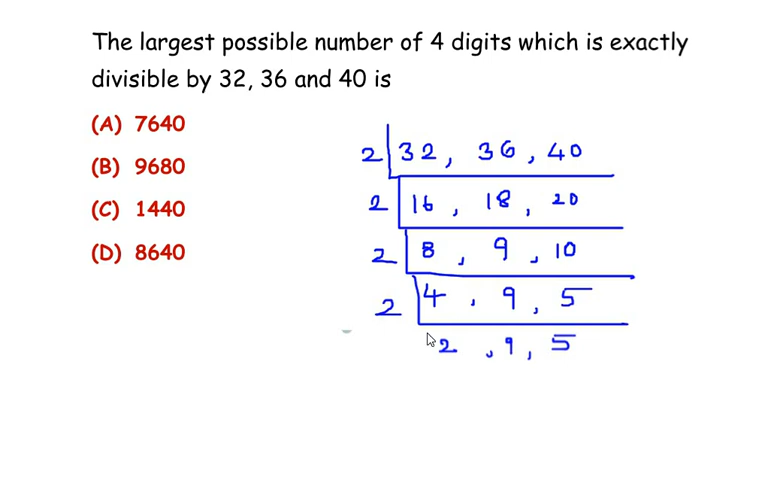 The largest possible number of 4 digits which is exactly
divisible by 32, 36 and 40 is
(A) 7640
(B) 9680
(C) 1440
(D) 8640
2 32, 36, 40
2 16, 18, 20
2 8, 9, 10
2 4, 9, 5
2, 9, 5